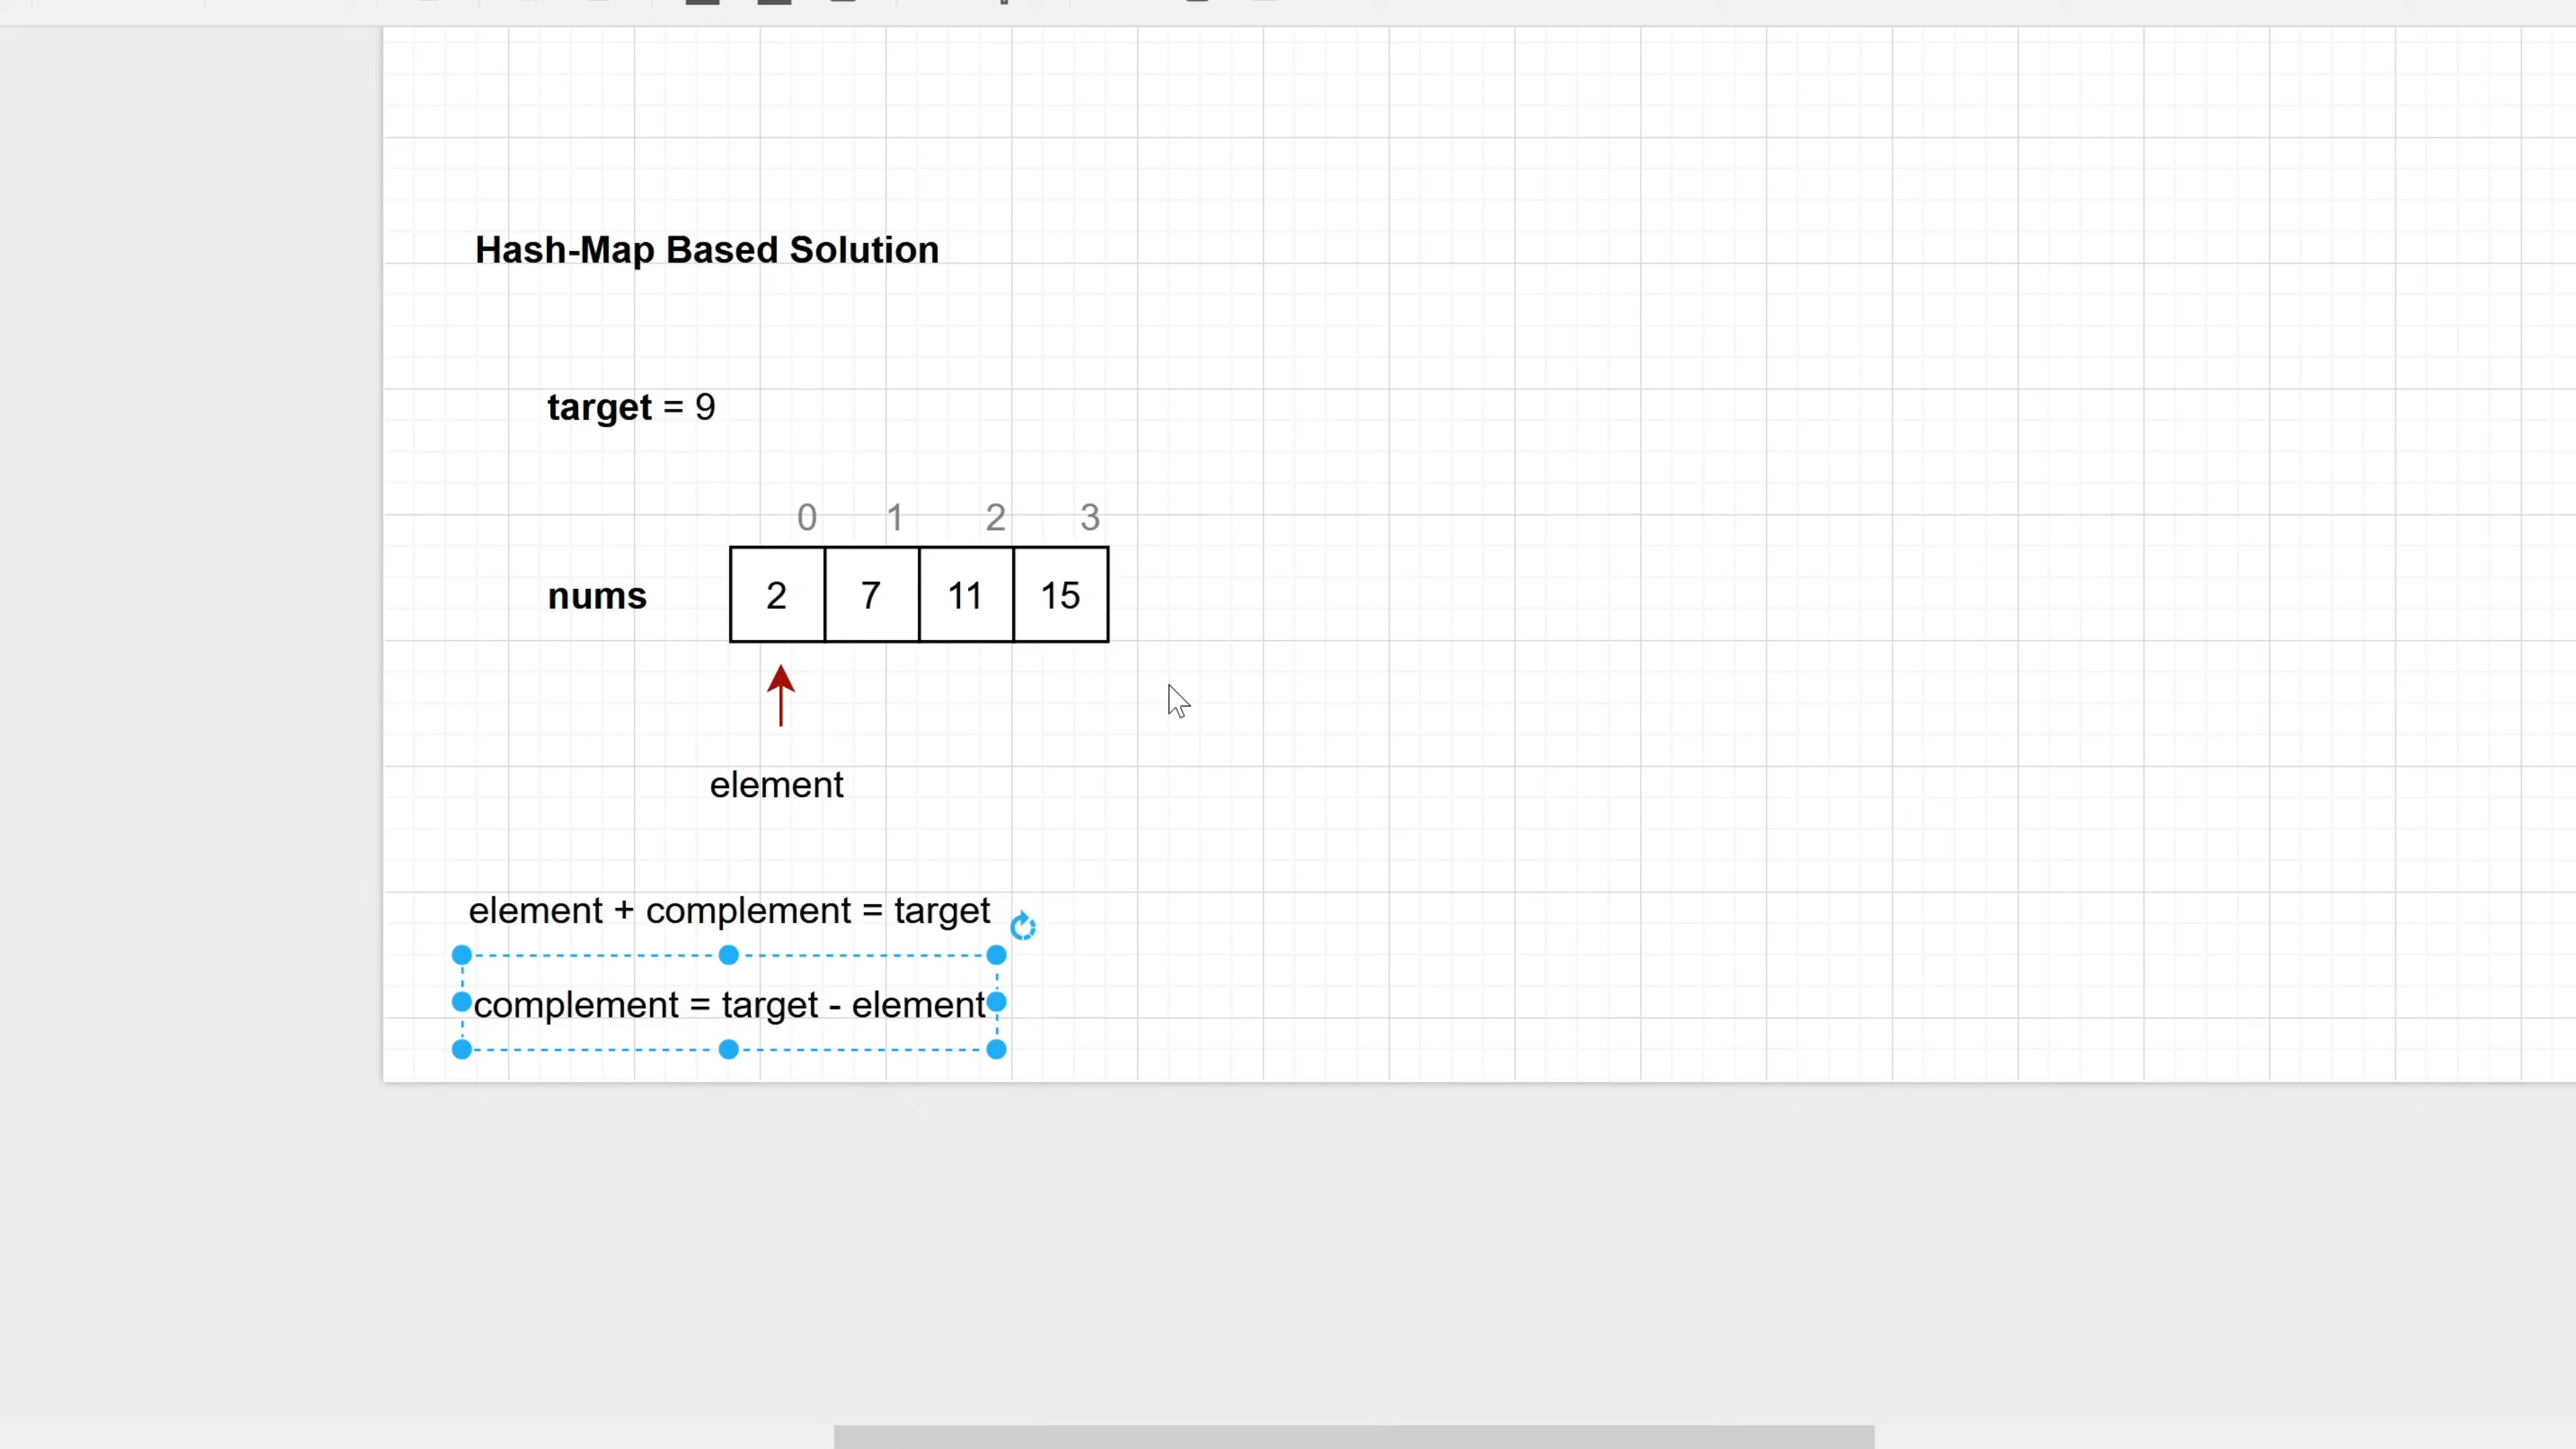 Hash-Map Based Solution
target = 9
0 1 2 3
nums 2 7 11 15
element
element + complement = target
complement = target - element